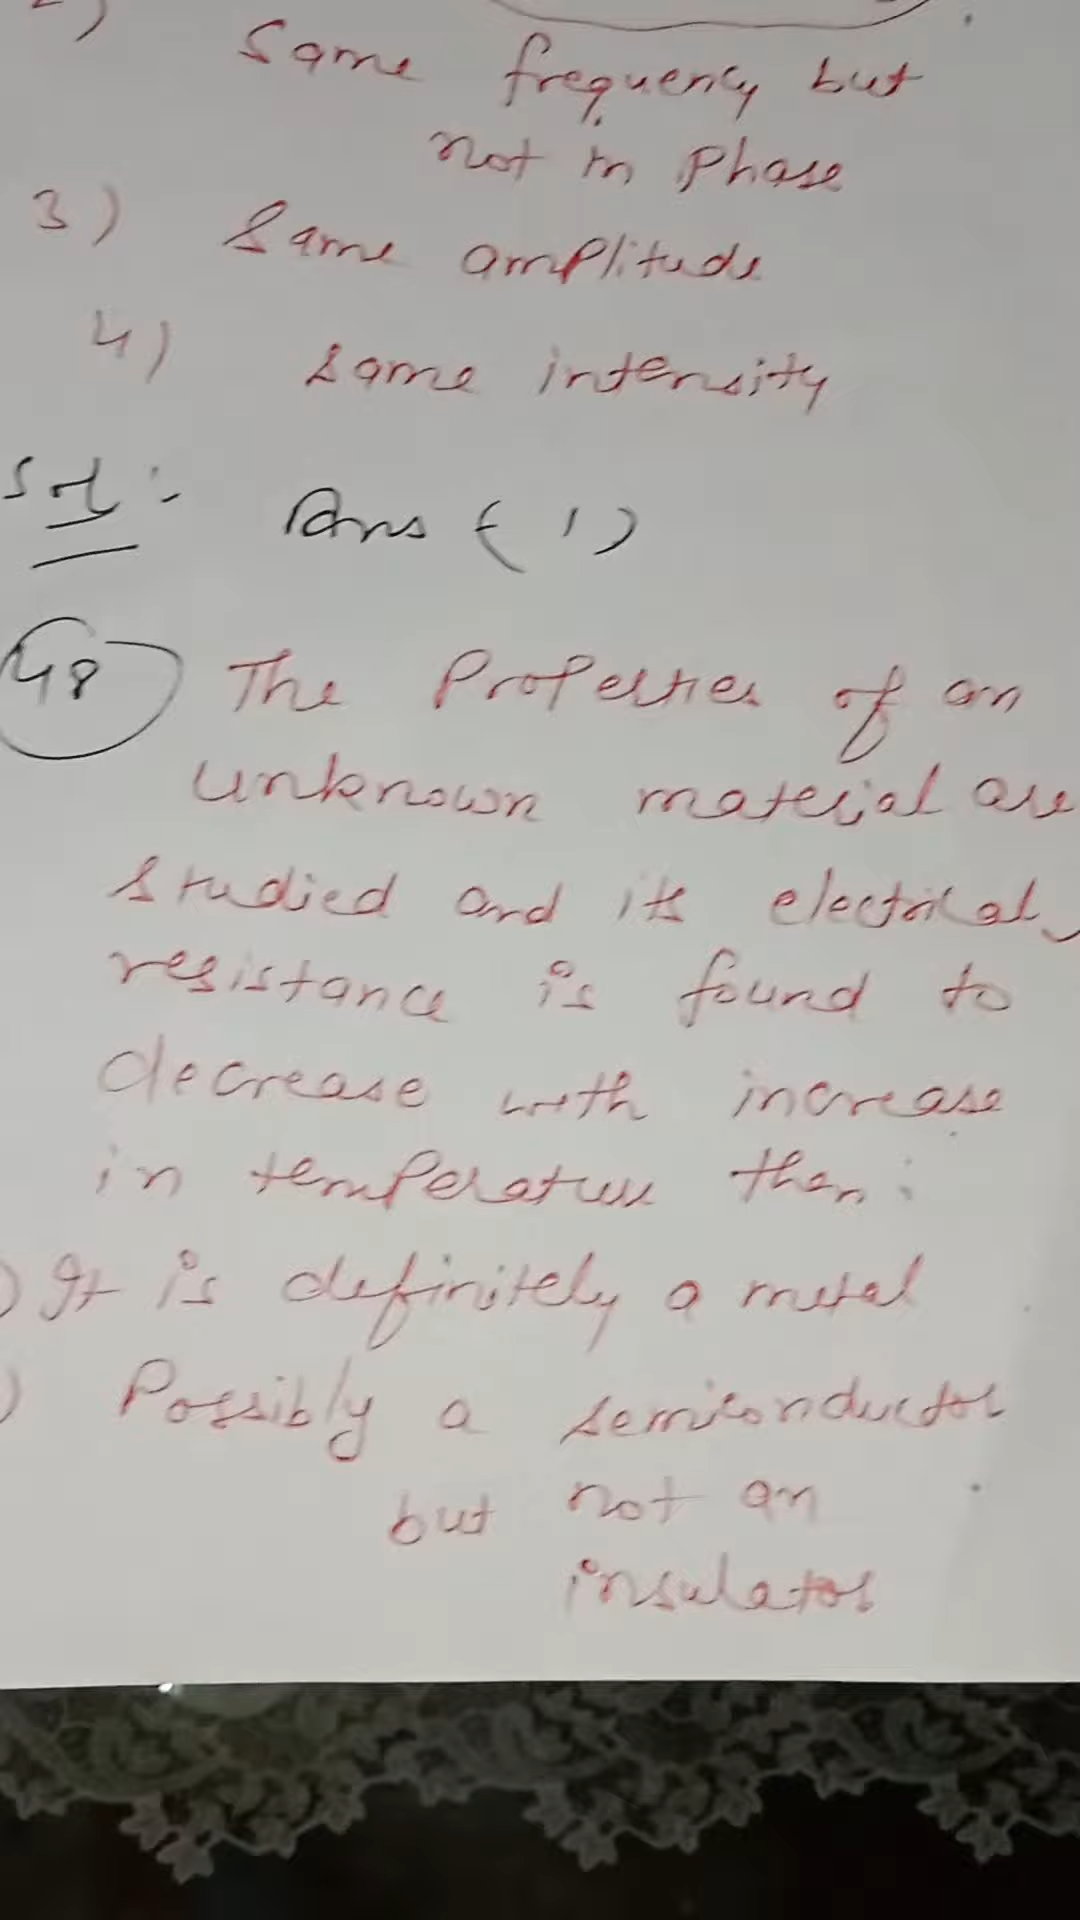 2)
Same frequency but
not in Phase
3) Same amplitude
4) Same intensity
Sol:- Ans (1)
48) The Properties of an
unknown material are
studied and its electrical
resistance is found to
decrease with increase
in temperature then:
) It is definitely a metal
) Possibly a semiconductor
but not an
insulator